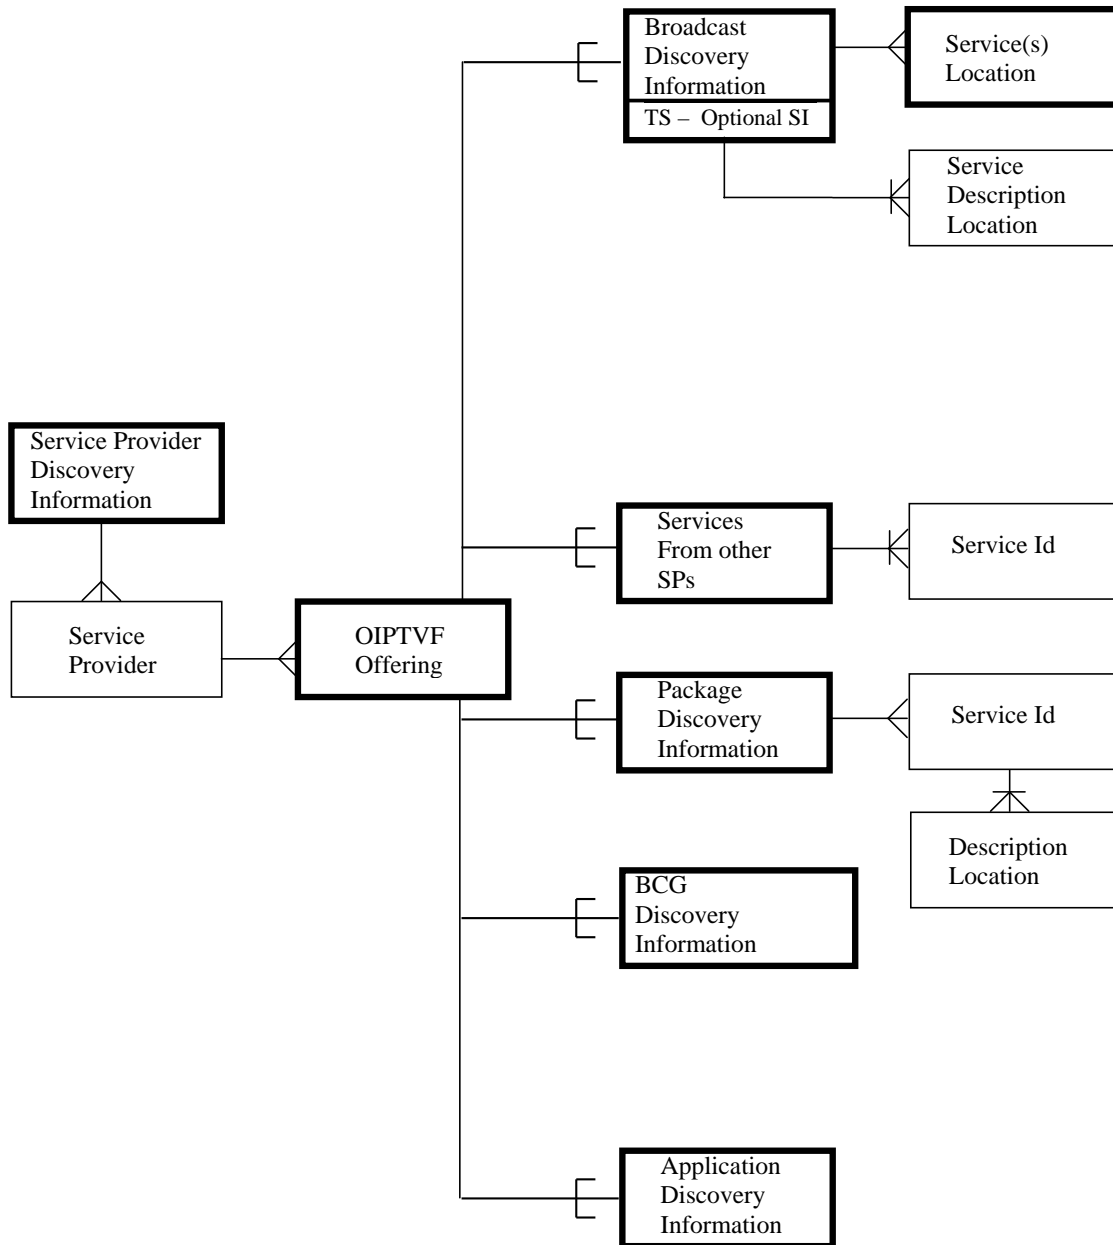 Broadcast
Discovery
Information
TS – Optional SI
Service(s)
Location
Service
Description
Location
Service Provider
Discovery
Information
Service
Provider
OIPTVF
Offering
Services
From other
SPs
Service Id
Package
Discovery
Information
Service Id
Description
Location
BCG
Discovery
Information
Application
Discovery
Information